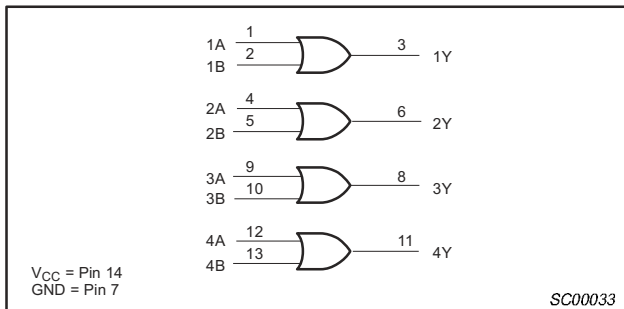 1A 1 3 1Y
1B 2
2A 4 6 2Y
2B 5
3A 9 8 3Y
3B 10
4A 12 11 4Y
4B 13
VCC = Pin 14
GND = Pin 7
SC00033